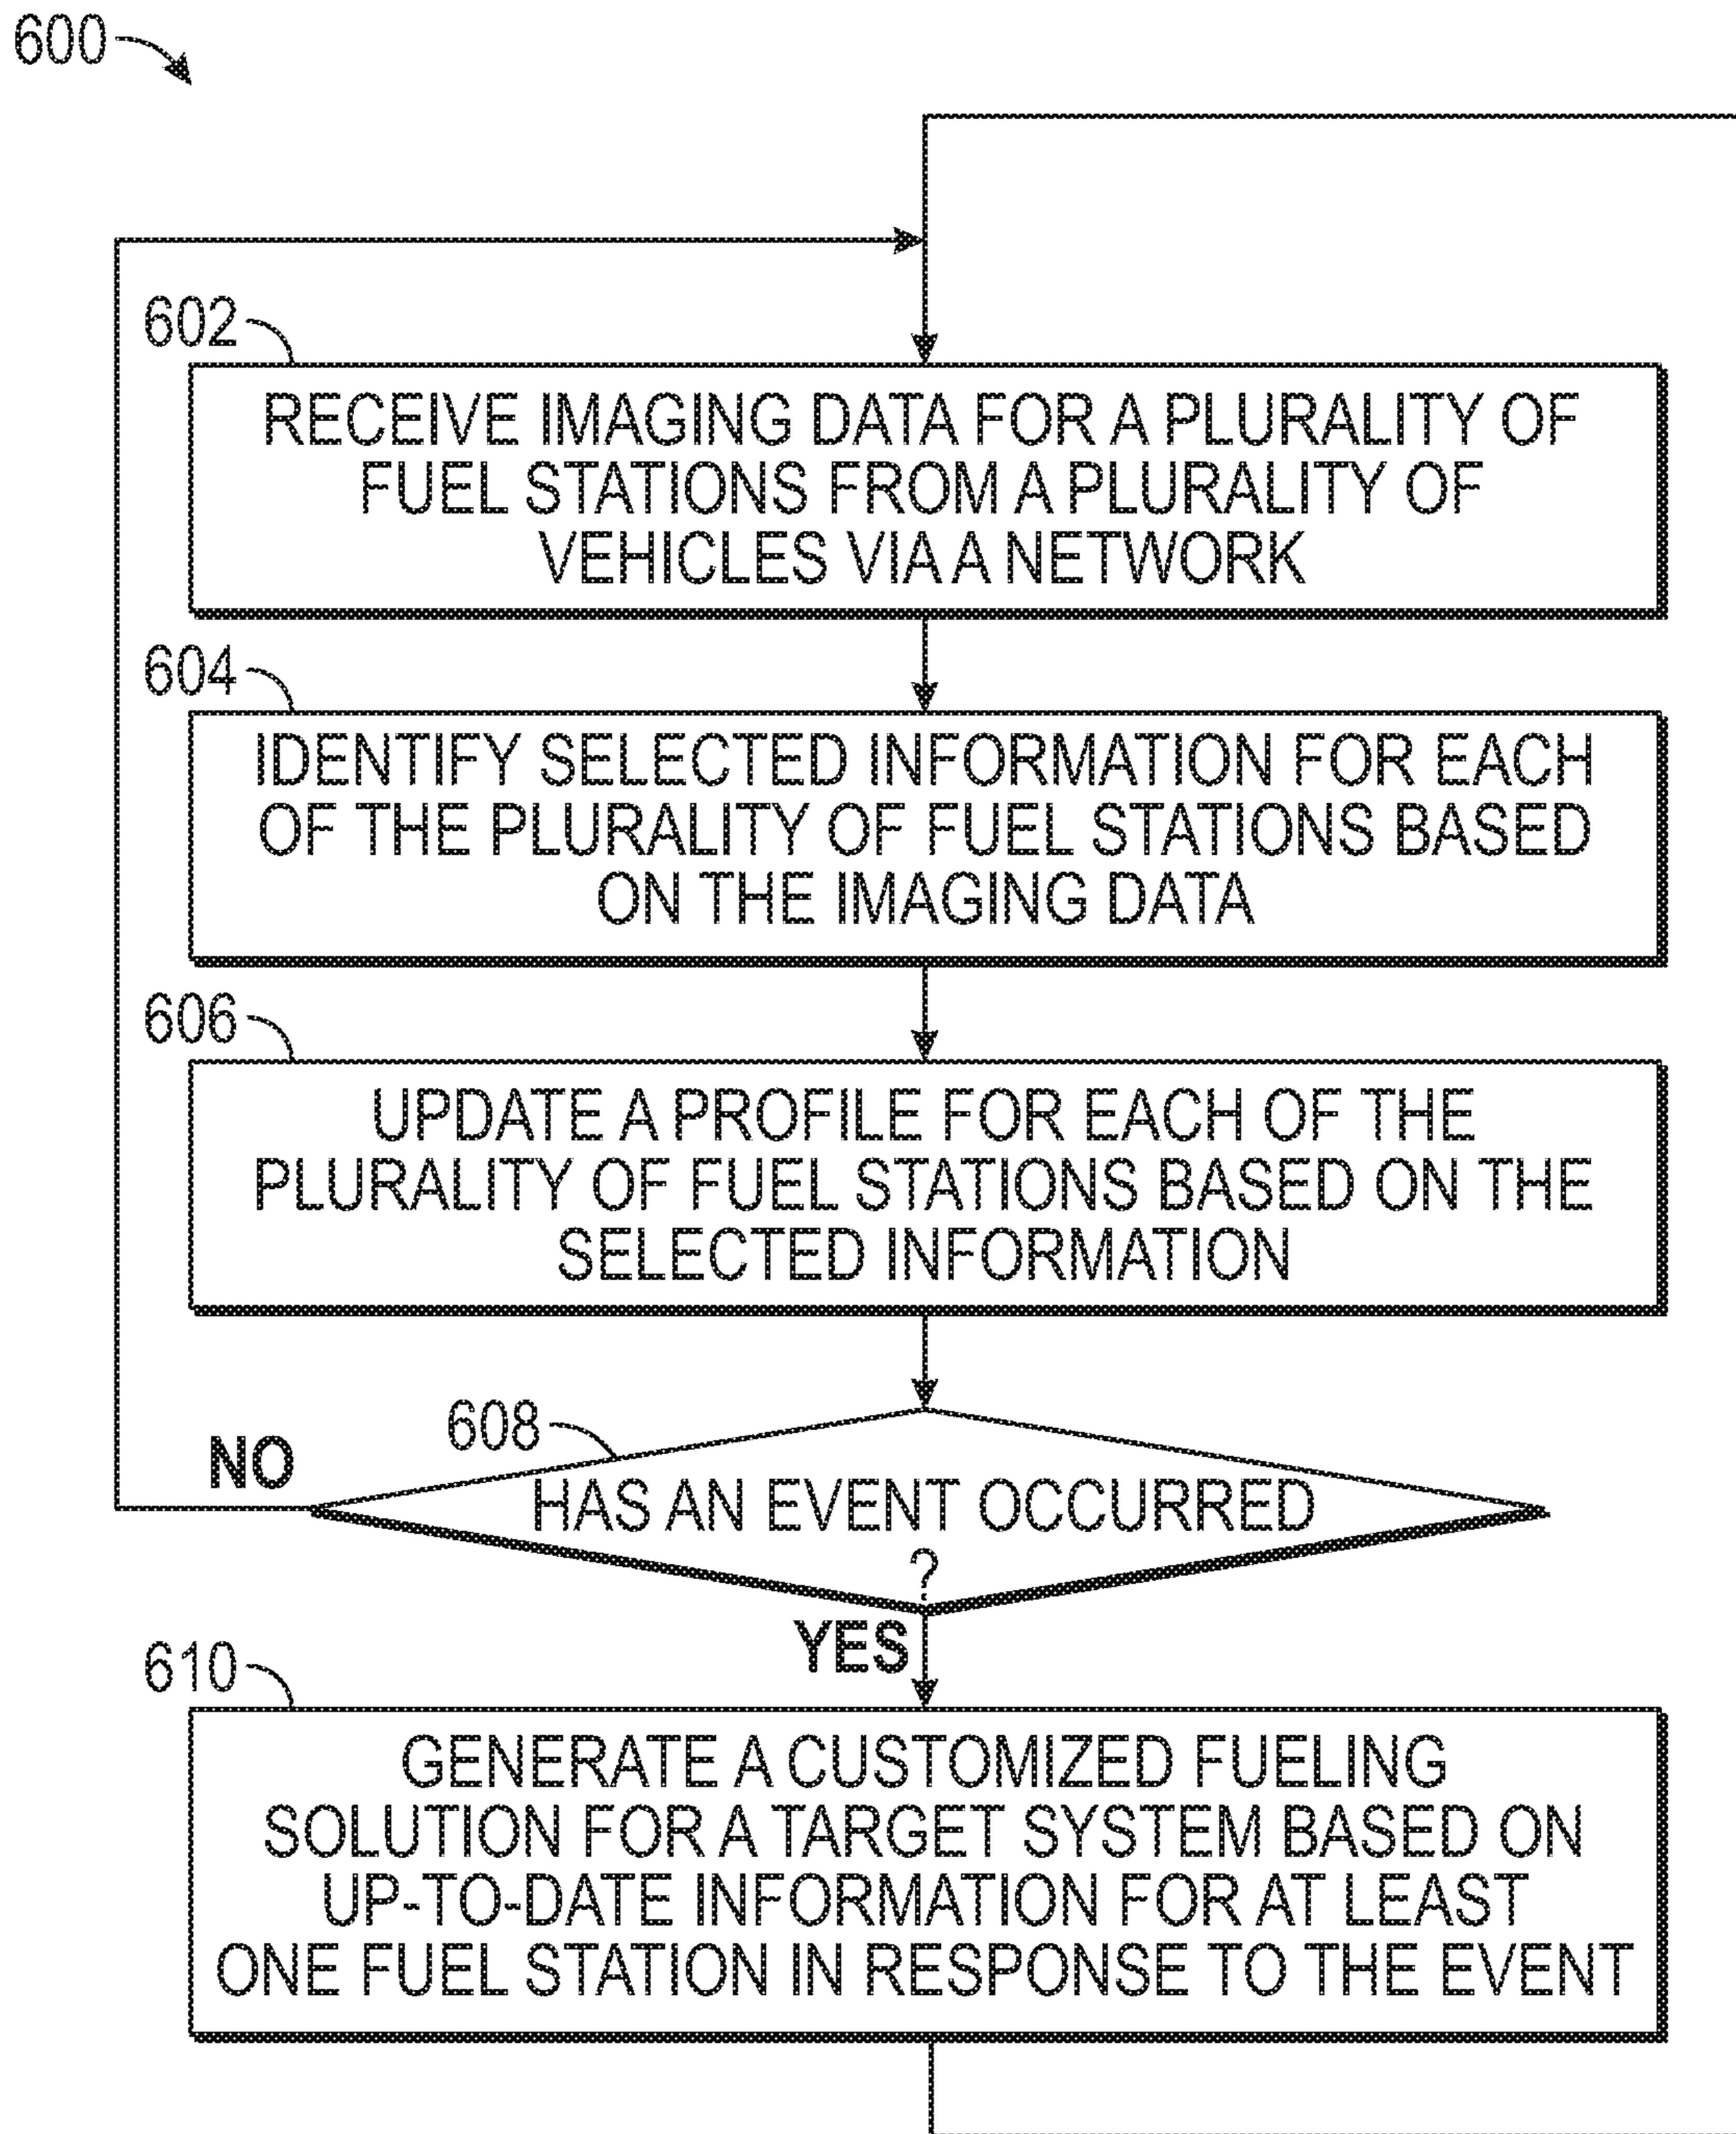 600
602
RECEIVE IMAGING DATA FOR A PLURALITY OF
FUEL STATIONS FROM A PLURALITY OF
VEHICLES VIA A NETWORK
604
IDENTIFY SELECTED INFORMATION FOR EACH
OF THE PLURALITY OF FUEL STATIONS BASED
ON THE IMAGING DATA
606
UPDATE A PROFILE FOR EACH OF THE
PLURALITY OF FUEL STATIONS BASED ON THE
SELECTED INFORMATION
608
NO
HAS AN EVENT OCCURRED
?
YES
610
GENERATE A CUSTOMIZED FUELING
SOLUTION FOR A TARGET SYSTEM BASED ON
UP-TO-DATE INFORMATION FOR AT LEAST
ONE FUEL STATION IN RESPONSE TO THE EVENT